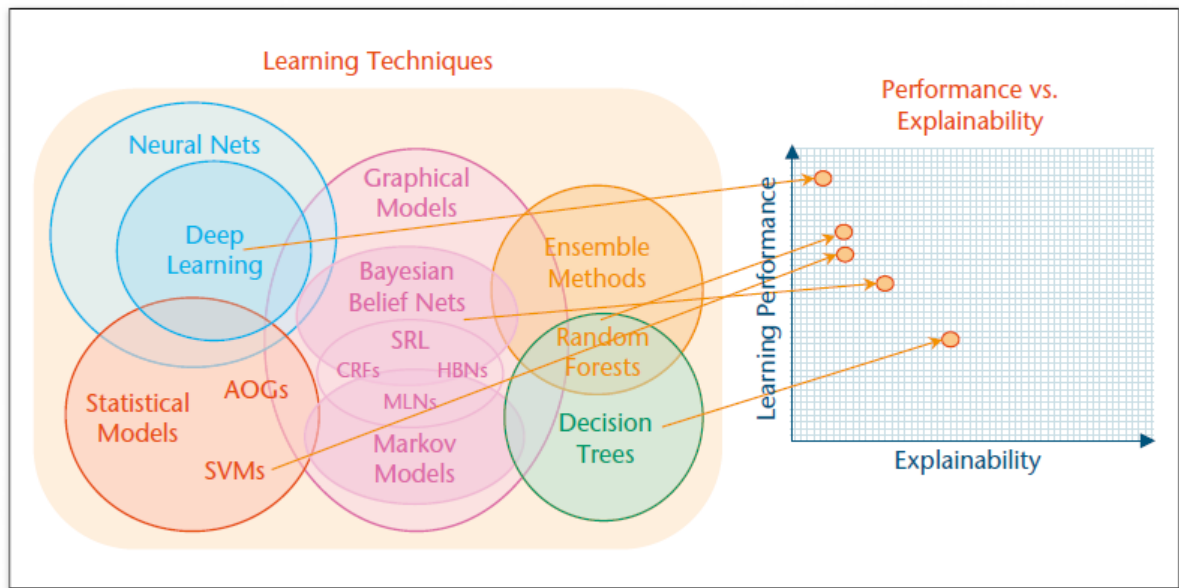 Learning Techniques
Neural Nets
Deep
Learning
Graphical
Models
Bayesian
Belief Nets
SRL
CRFs
HBNs
MLNs
Markov
Models
Ensemble
Methods
Random
Forests
Decision
Trees
AOGs
Statistical
Models
SVMs
Performance vs.
Explainability
Learning Performance
Explainability